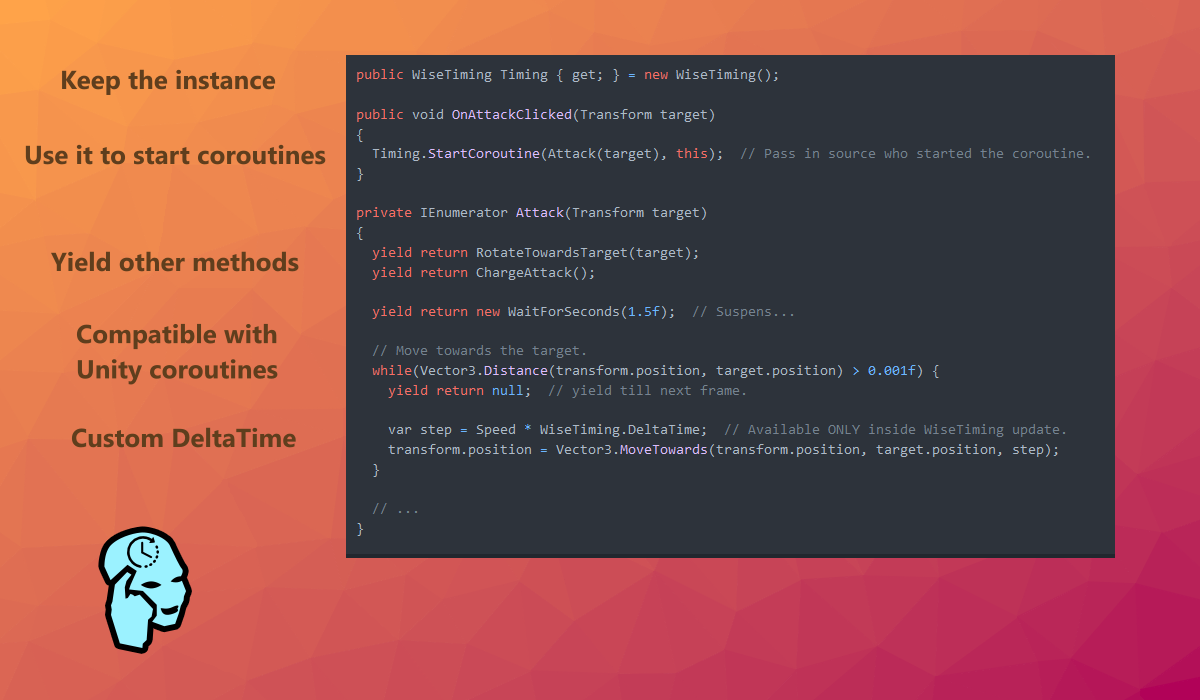 Keep the instance
Use it to start coroutines
Yield other methods
Compatible with
Unity coroutines
Custom DeltaTime
public WiseTiming Timing { get; } = new WiseTiming();
public void OnAttackClicked(Transform target)
{
  Timing.StartCoroutine(Attack(target), this);  // Pass in source who started the coroutine.
}
private IEnumerator Attack(Transform target)
{
  yield return RotateTowardsTarget(target);
  yield return ChargeAttack();
  yield return new WaitForSeconds(1.5f);  // Suspens...
  // Move towards the target.
  while(Vector3.Distance(transform.position, target.position) > 0.001f) {
    yield return null;  // yield till next frame.
    var step = Speed * WiseTiming.DeltaTime;  // Available ONLY inside WiseTiming update.
    transform.position = Vector3.MoveTowards(transform.position, target.position, step);
  }
  // ...
}